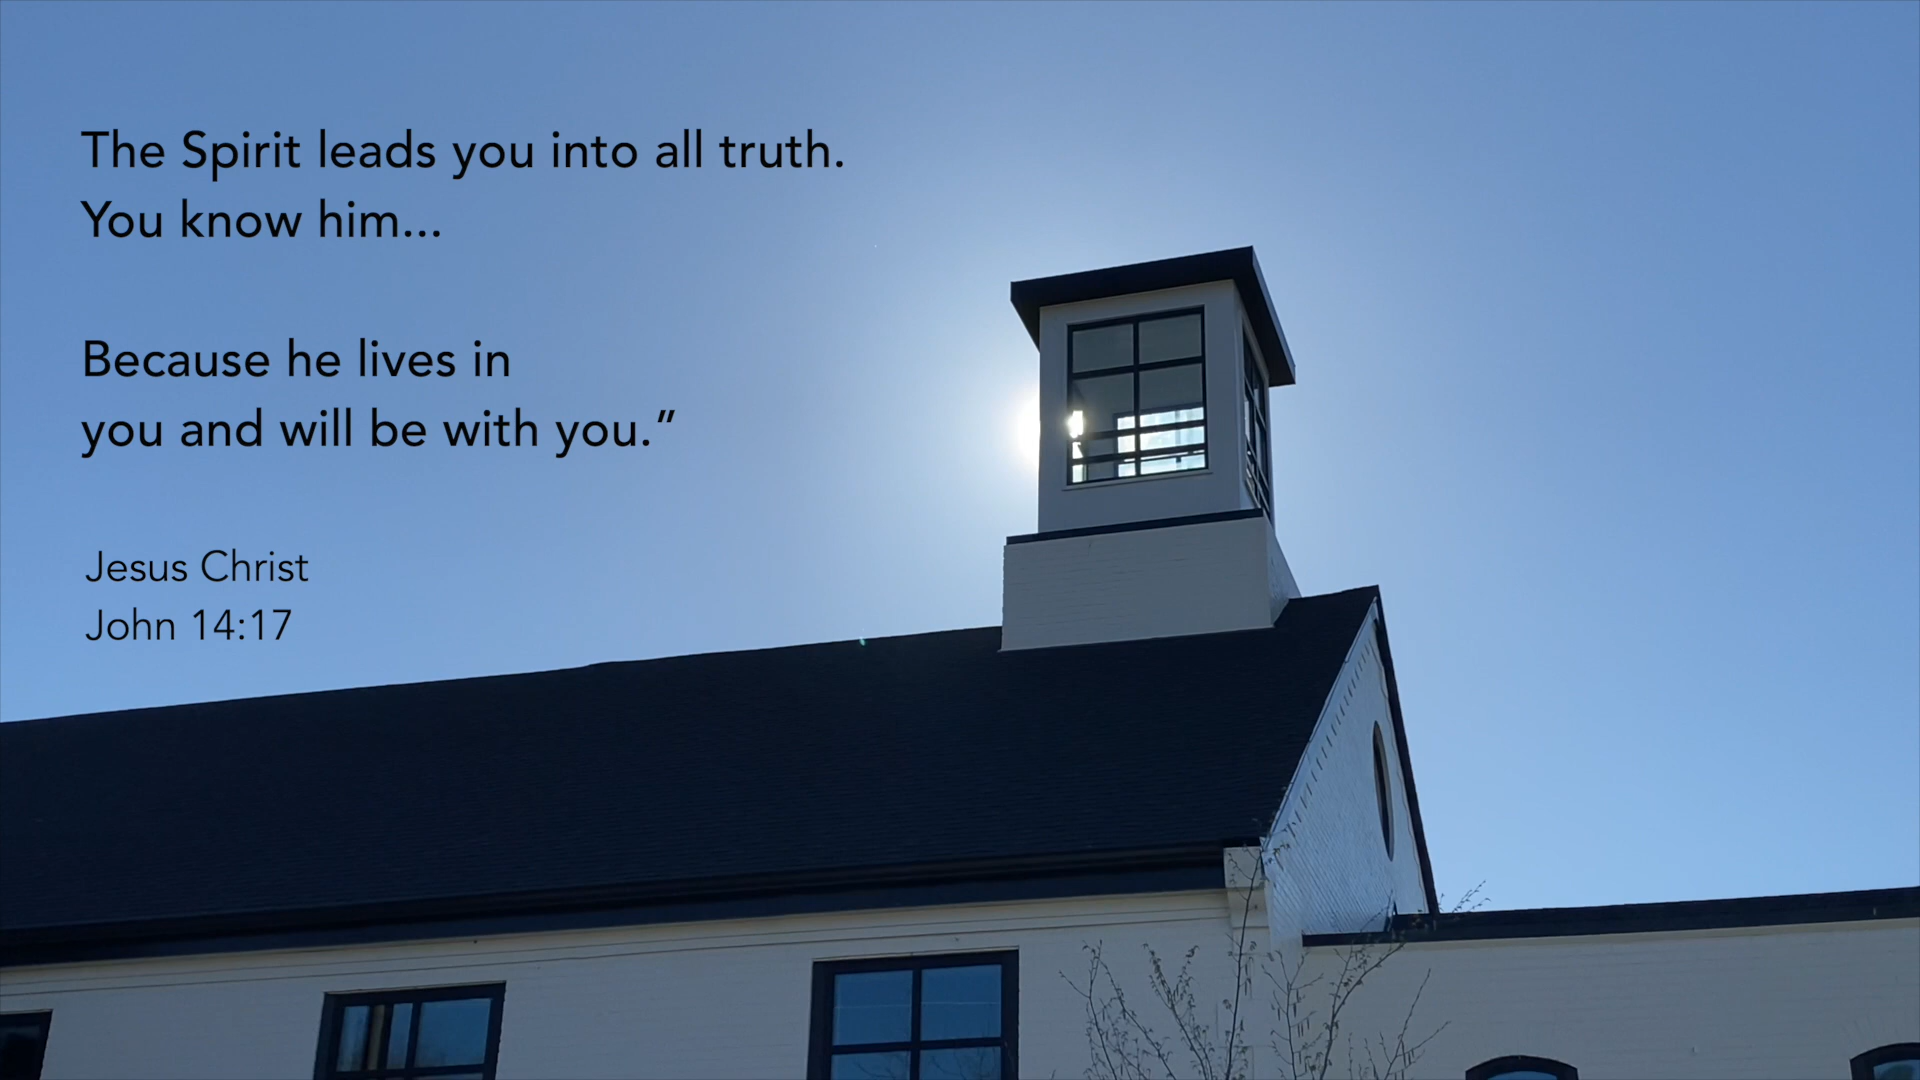 The Spirit leads you into all truth.
You know him...
Because he lives in
you and will be with you.”
Jesus Christ
John 14:17